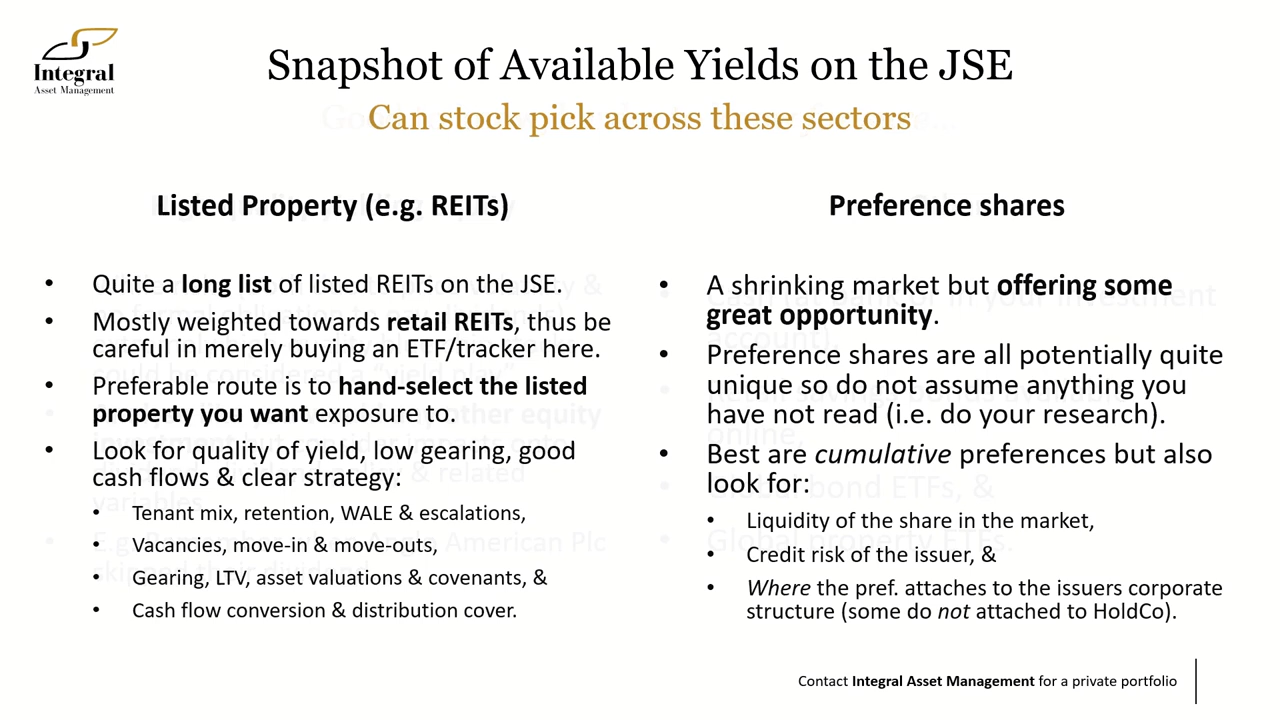 Integral
Asset Management
Snapshot of Available Yields on the JSE
Can stock pick across these sectors
Listed Property (e.g. REITs)
• Quite a long list of listed REITs on the JSE.
• Mostly weighted towards retail REITs, thus be
careful in merely buying an ETF/tracker here.
• Preferable route is to hand-select the listed
property you want exposure to.
• Look for quality of yield, low gearing, good
cash flows & clear strategy:
• Tenant mix, retention, WALE & escalations,
• Vacancies, move-in & move-outs,
• Gearing, LTV, asset valuations & covenants, &
• Cash flow conversion & distribution cover.
Preference shares
• A shrinking market but offering some
great opportunity.
• Preference shares are all potentially quite
unique so do not assume anything you
have not read (i.e. do your research).
• Best are cumulative preferences but also
look for:
• Liquidity of the share in the market,
• Credit risk of the issuer, &
• Where the pref. attaches to the issuers corporate
structure (some do not attached to HoldCo).
Contact Integral Asset Management for a private portfolio